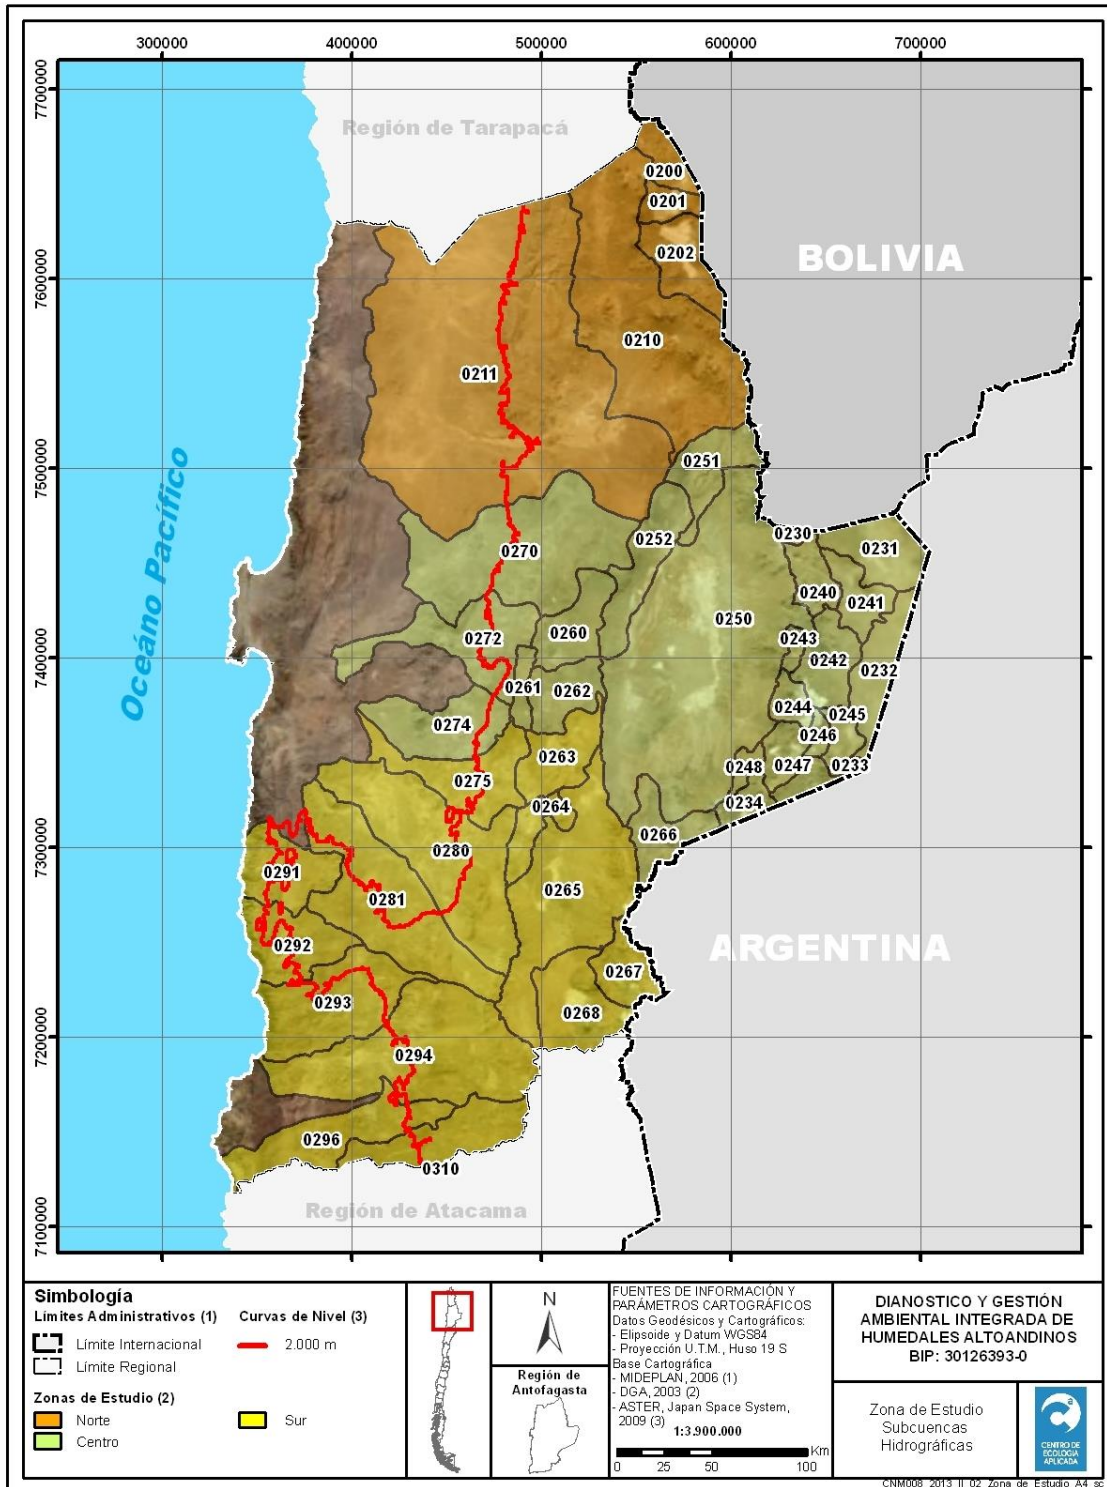 300000 400000 500000 600000 700000
7700000
7600000
7500000
7400000
7300000
7200000
7100000
Región de Tarapacá
BOLIVIA
ARGENTINA
Océano Pacífico
Región de Atacama
0200
0201
0202
0210
0211
0251
0252
0270
0230
0231
0240
0241
0250
0260
0272
0243
0242
0232
0261
0262
0244
0245
0274
0246
0263
0248
0247
0233
0275
0264
0234
0266
0280
0291
0265
0281
0292
0267
0293
0268
0294
0296
0310
Simbología
Límites Administrativos (1)
Límite Internacional
Límite Regional
Curvas de Nivel (3)
2.000 m
Zonas de Estudio (2)
Norte
Sur
Centro
N
Región de
Antofagasta
FUENTES DE INFORMACIÓN Y
PARÁMETROS CARTOGRÁFICOS
Datos Geodésicos y Cartográficos:
- Elipsoide y Datum WGS84
- Proyección U.T.M., Huso 19 S
Base Cartográfica
- MIDEPLAN, 2006 (1)
- DGA, 2003 (2)
- ASTER, Japan Space System,
2009 (3)
1:3.900.000
Km
0 25 50 100
DIANOSTICO Y GESTIÓN
AMBIENTAL INTEGRADA DE
HUMEDALES ALTOANDINOS
BIP: 30126393-0
Zona de Estudio
Subcuencas
Hidrográficas
CENTRO DE
ECOLOGÍA
APLICADA
CNM008_2013_II_02_Zona_de_Estudio_A4_sc